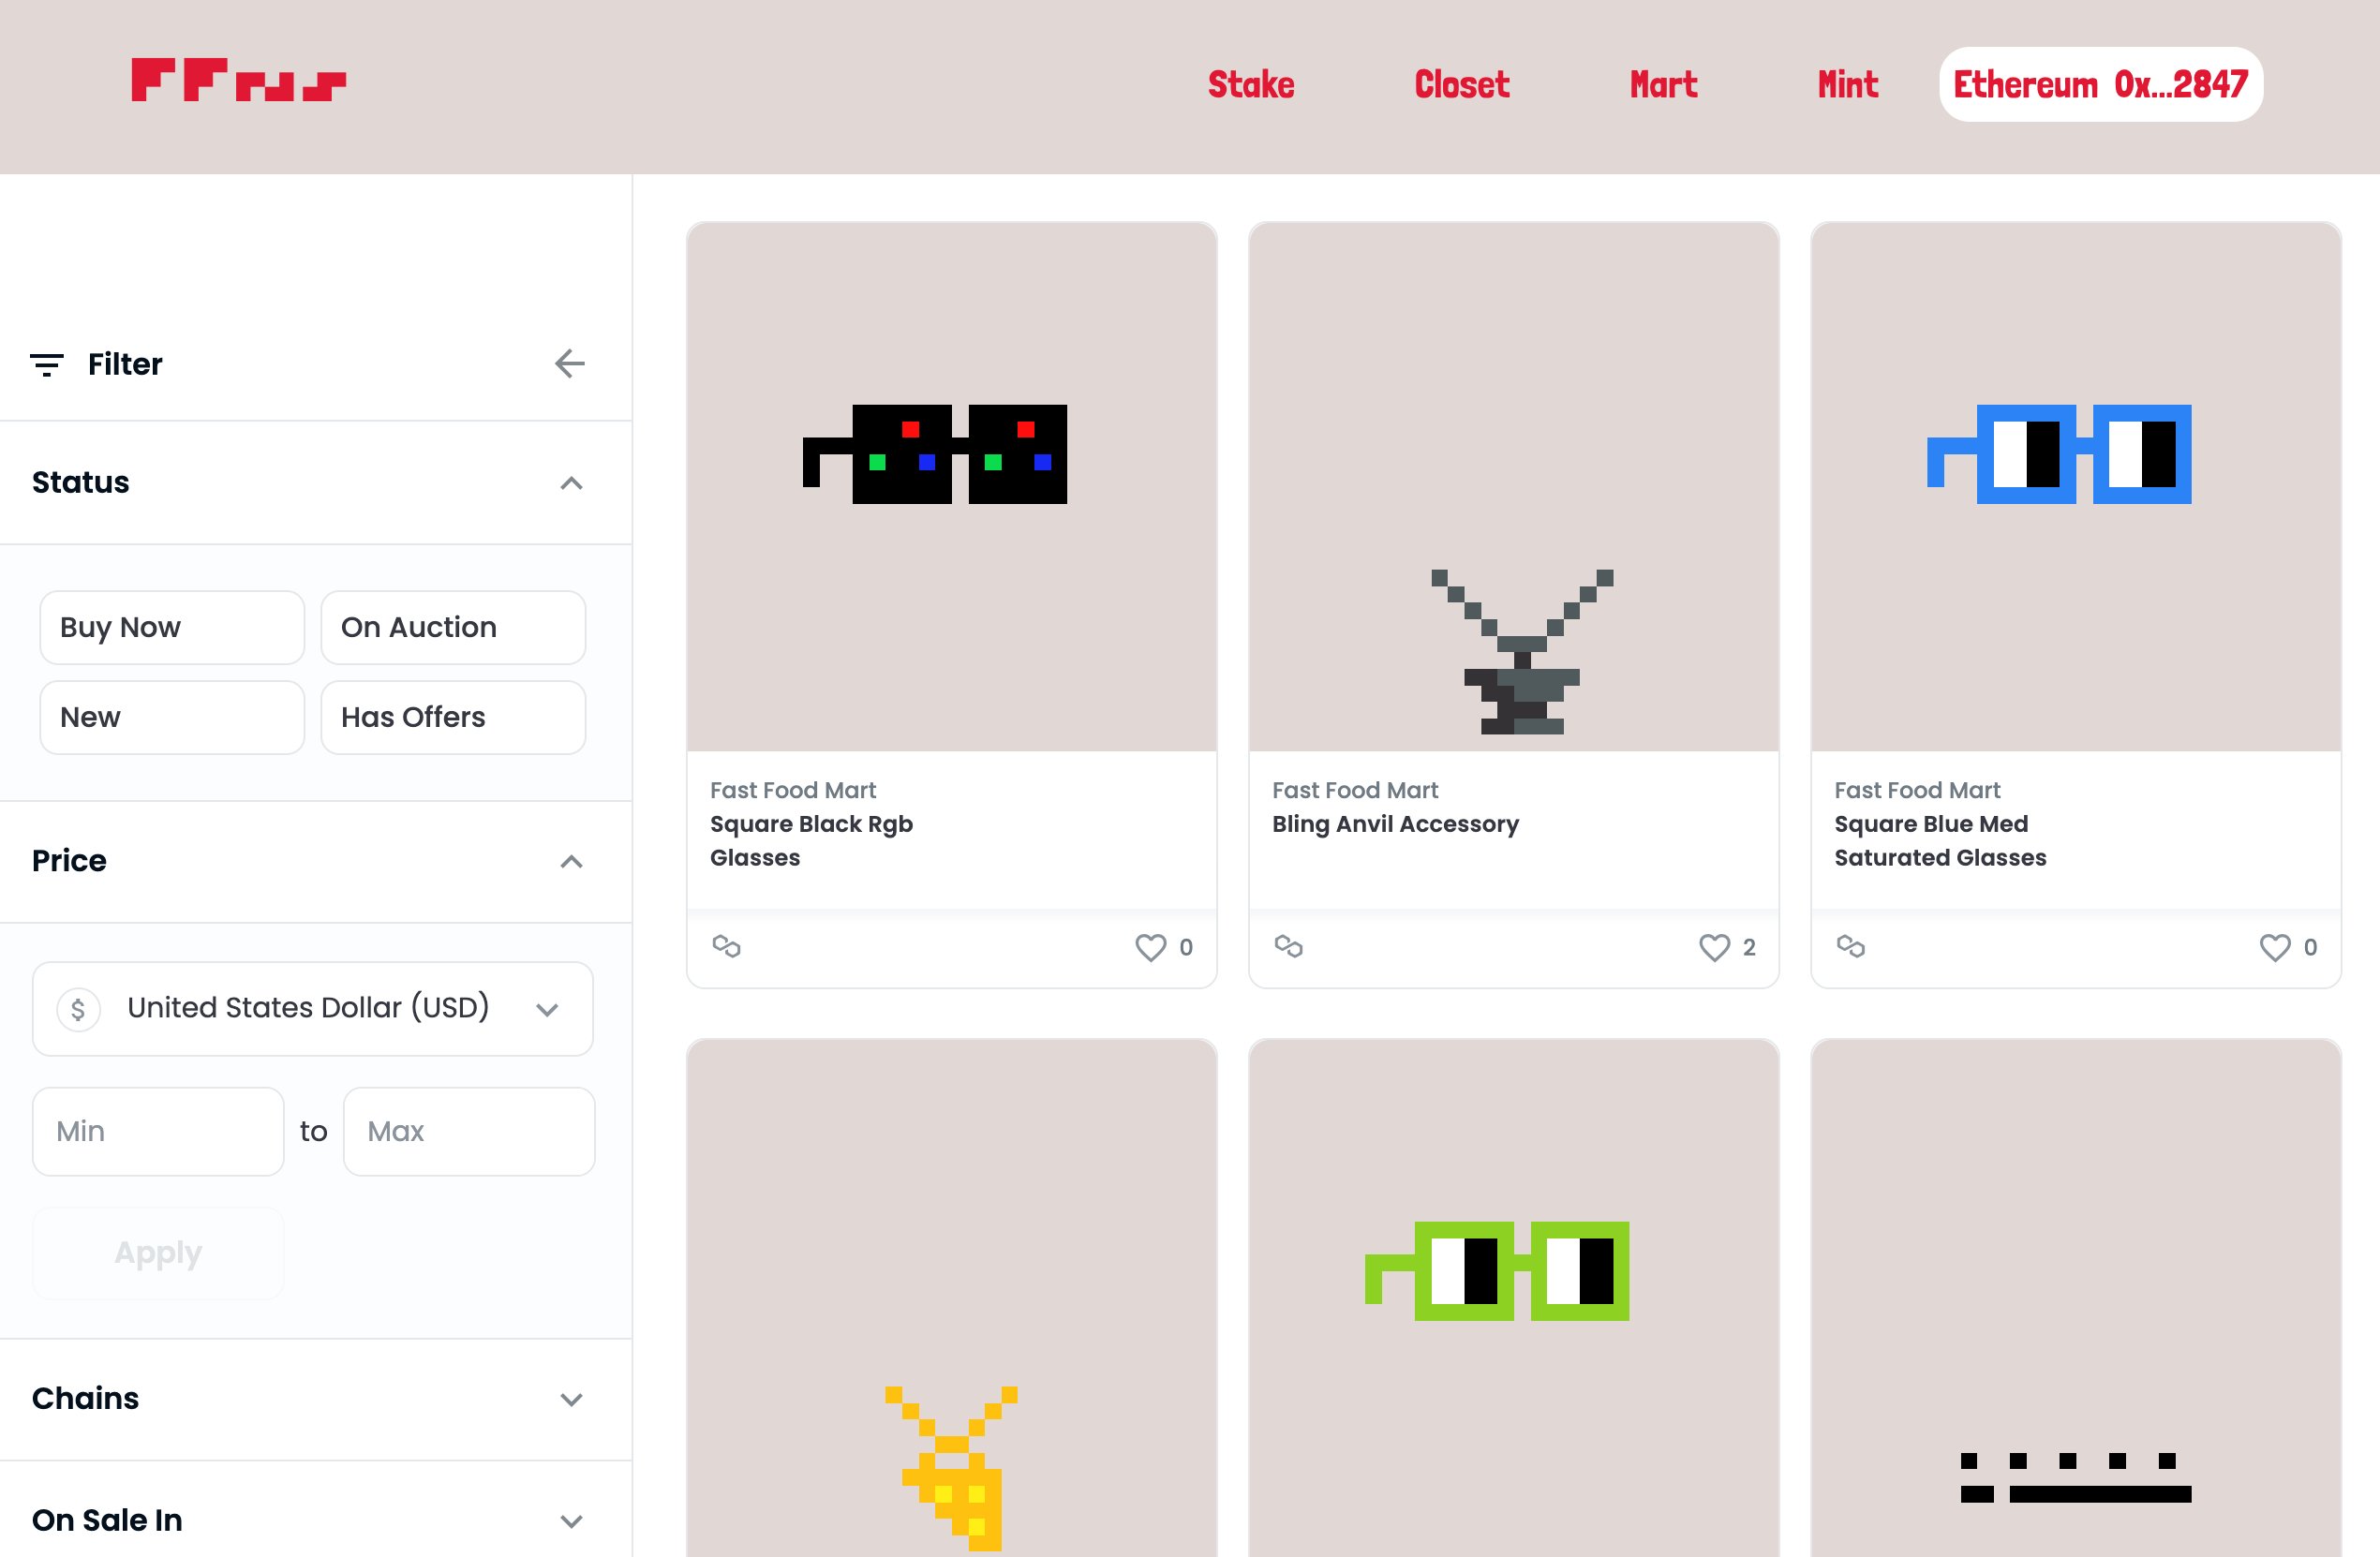 FFnJS
Stake
Closet
Mart
Mint
Ethereum 0x...2847
Filter
Status
Buy Now
On Auction
New
Has Offers
Price
$ United States Dollar (USD)
Min
to
Max
Apply
Chains
On Sale In
Fast Food Mart
Square Black Rgb
Glasses
0
Fast Food Mart
Bling Anvil Accessory
2
Fast Food Mart
Square Blue Med
Saturated Glasses
0